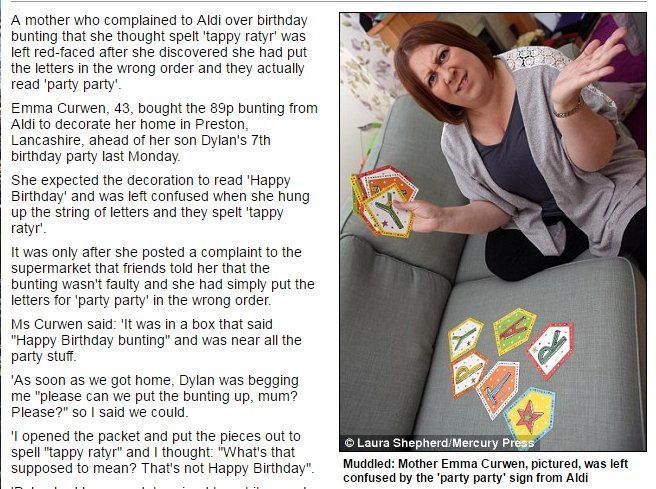 A mother who complained to Aldi over birthday
bunting that she thought spelt 'tappy ratyr' was
left red-faced after she discovered she had put
the letters in the wrong order and they actually
read 'party party'.
Emma Curwen, 43, bought the 89p bunting from
Aldi to decorate her home in Preston,
Lancashire, ahead of her son Dylan's 7th
birthday party last Monday.
She expected the decoration to read 'Happy
Birthday' and was left confused when she hung
up the string of letters and they spelt 'tappy
ratyr'.
It was only after she posted a complaint to the
supermarket that friends told her that the
bunting wasn't faulty and she had simply put the
letters for 'party party' in the wrong order.
Ms Curwen said: 'It was in a box that said
"Happy Birthday bunting" and was near all the
party stuff.
'As soon as we got home, Dylan was begging
me "please can we put the bunting up, mum?
Please?" so I said we could.
'I opened the packet and put the pieces out to
spell "tappy ratyr" and I thought: "What's that
supposed to mean? That's not Happy Birthday".
Y
Y A R
P T
© Laura Shepherd/Mercury Press
Muddled: Mother Emma Curwen, pictured, was left
confused by the 'party party' sign from Aldi